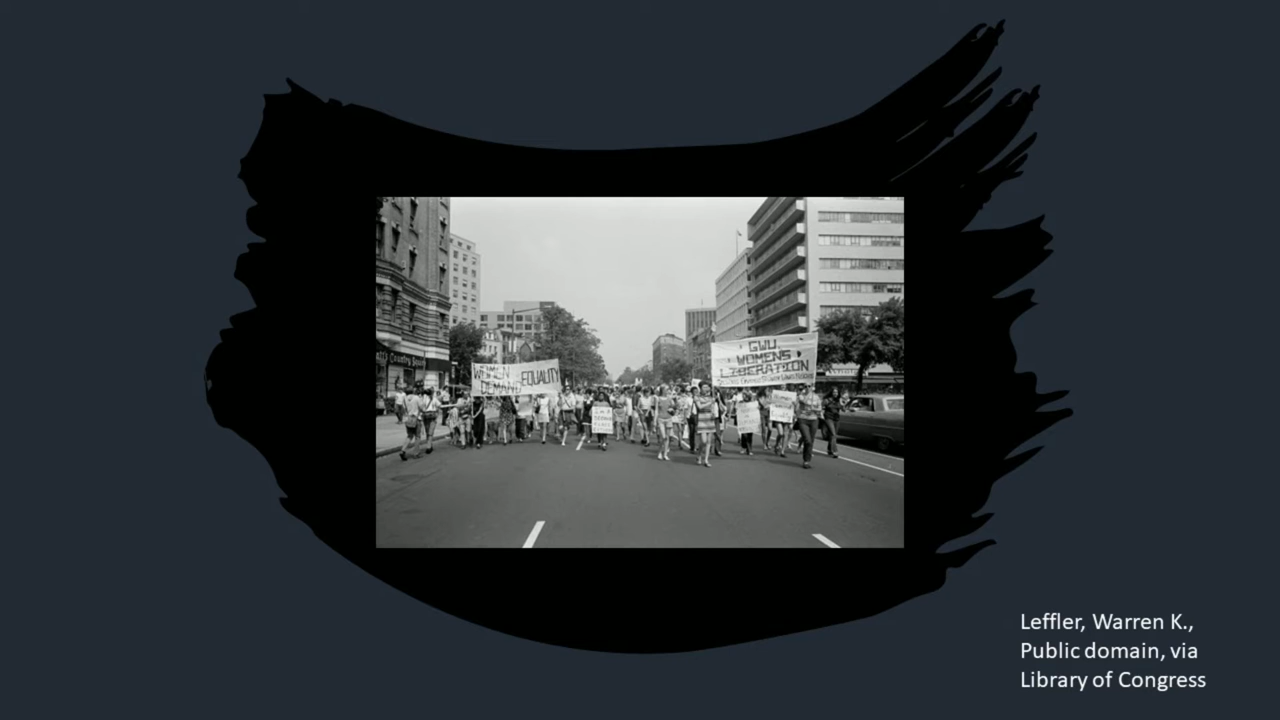 WOMEN
DEMAND EQUALITY
GWU.
WOMENS
LIBERATION
Leffler, Warren K.,
Public domain, via
Library of Congress